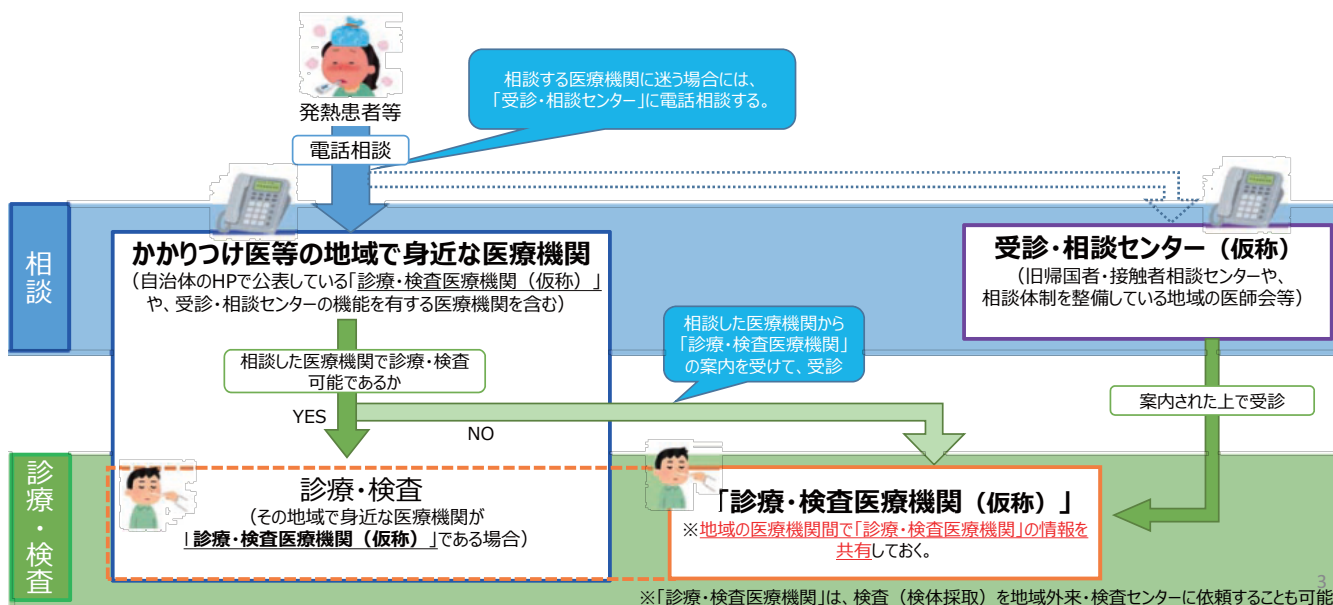 発熱患者等
相談する医療機関に迷う場合には、
「受診・相談センター」に電話相談する。
電話相談
相談
かかりつけ医等の地域で身近な医療機関
（自治体のHPで公表している「診療・検査医療機関（仮称）」
や、受診・相談センターの機能を有する医療機関を含む）
受診・相談センター（仮称）
（旧帰国者・接触者相談センターや、
相談体制を整備している地域の医師会等）
相談した医療機関から
「診療・検査医療機関」
の案内を受けて、受診
相談した医療機関で診療・検査
可能であるか
YES
NO
案内された上で受診
診療・検査
診療・検査
（その地域で身近な医療機関が
「診療・検査医療機関（仮称）」である場合）
「診療・検査医療機関（仮称）」
※地域の医療機関間で「診療・検査医療機関」の情報を
共有しておく。
3
※「診療・検査医療機関」は、検査（検体採取）を地域外来・検査センターに依頼することも可能